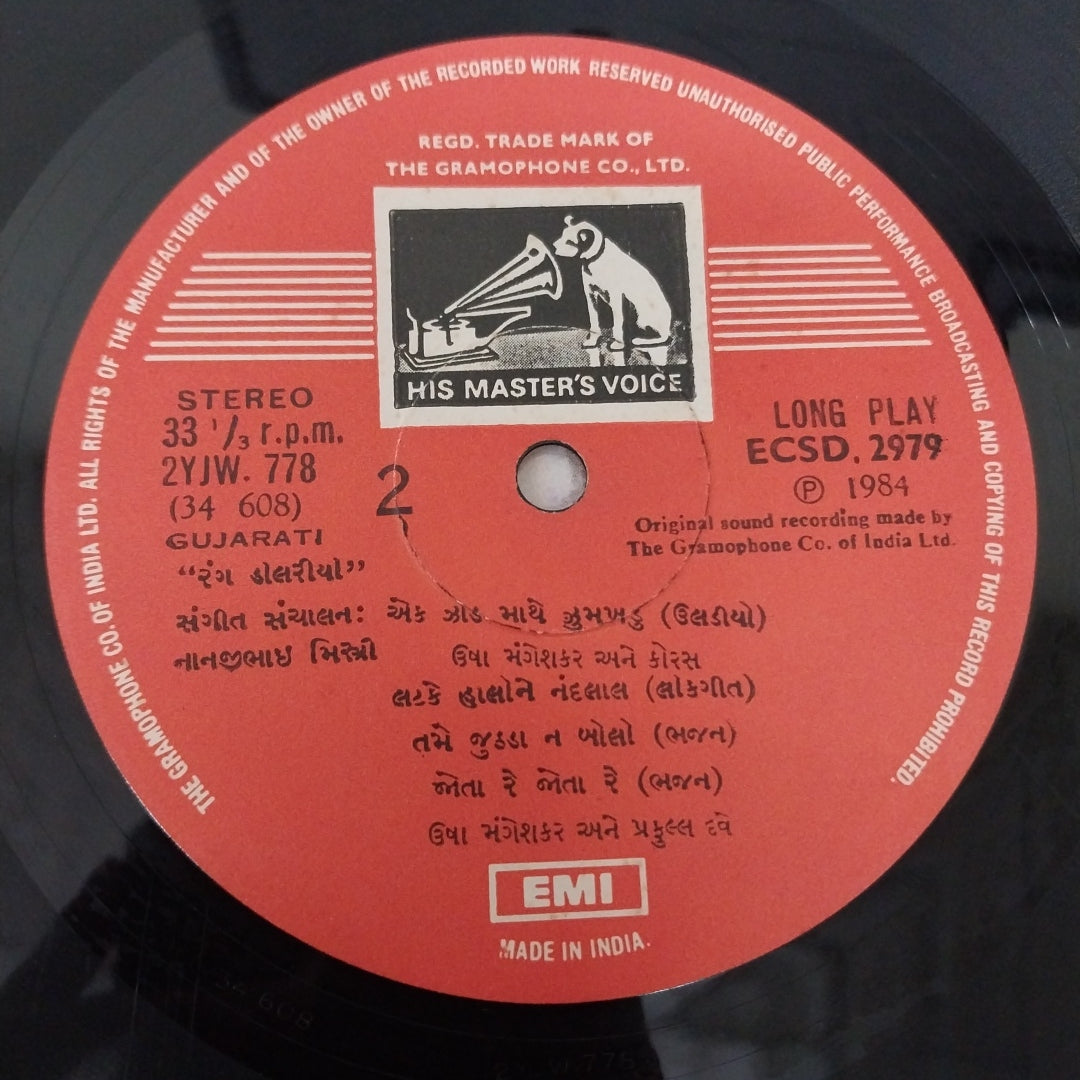 THE GRAMOPHONE CO. OF INDIA LTD. ALL RIGHTS OF THE MANUFACTURER AND OF THE OWNER OF THE RECORDED WORK RESERVED UNAUTHORISED PUBLIC PERFORMANCE BROADCASTING AND COPYING OF THIS RECORD PROHIBITED.
REGD. TRADE MARK OF
THE GRAMOPHONE CO., LTD.
HIS MASTER'S VOICE
STEREO
33 1/3 r.p.m.
2YJW. 778
(34 608)
GUJARATI
2
LONG PLAY
ECSD. 2979
℗ 1984
Original sound recording made by
The Gramophone Co. of India Ltd.
"રંગ ડોલરીયો"
સંગીત સંચાલન:
નાનજીભાઇ મિસ્ત્રી
એક ઝાડ માથે ઝુમખડુ (ઉલડીયો)
ઉષા મંગેશકર અને કોરસ
લટકે હાલોને નંદલાલ (લોકગીત)
તમે જુઠડા ન બોલો (ભજન)
જોતા રે જોતા રે (ભજન)
ઉષા મંગેશકર અને પ્રફુલ્લ દવે
EMI
MADE IN INDIA.
34 608